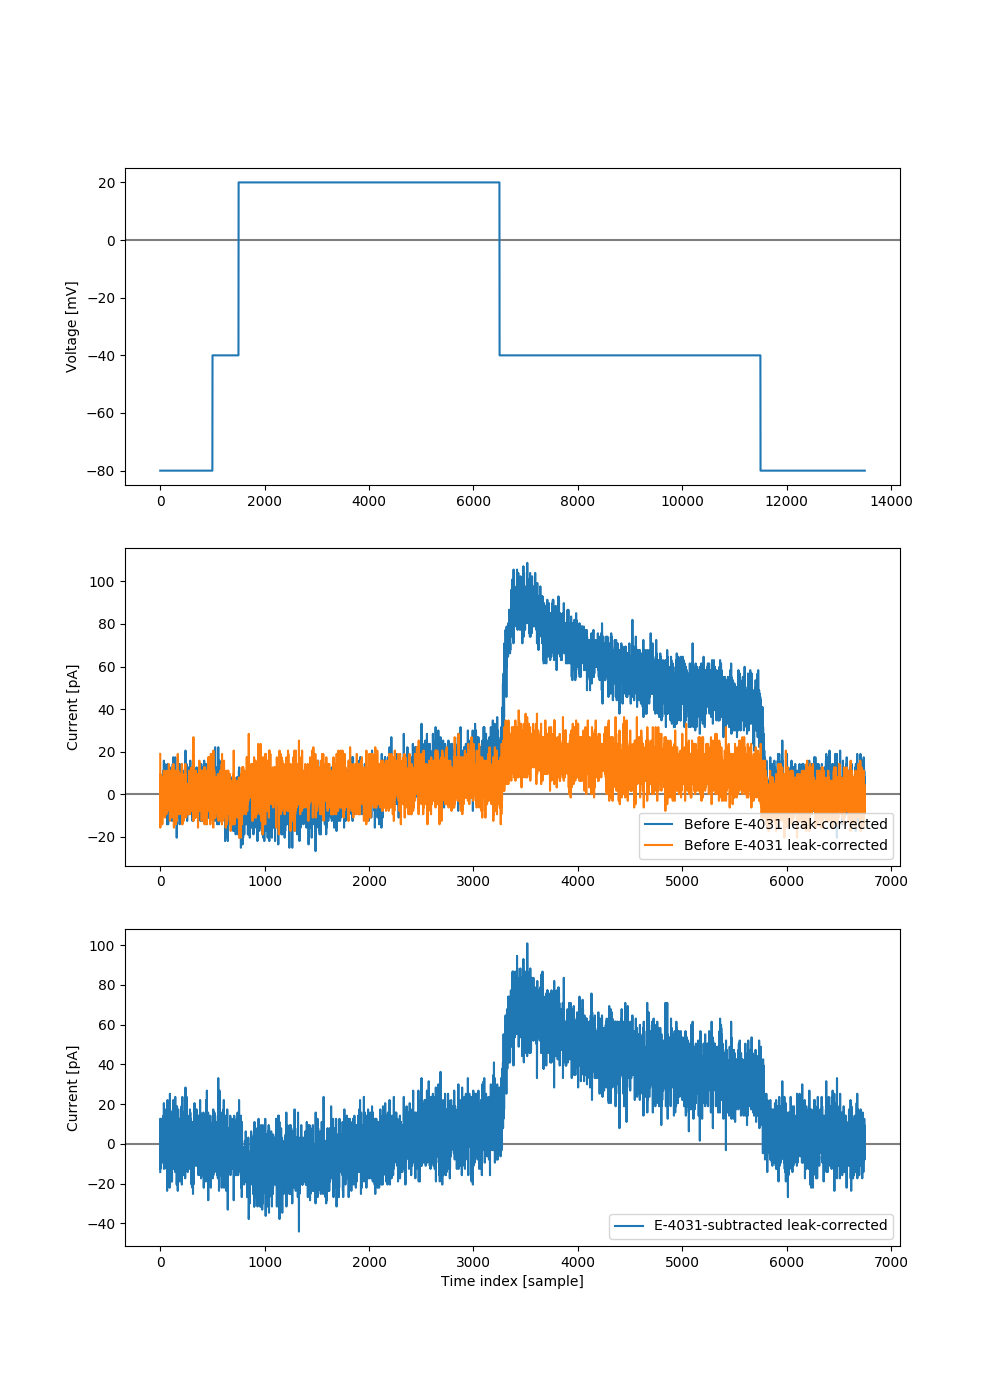 20
0
−20
−40
−60
−80
Voltage [mV]
0 2000 4000 6000 8000 10000 12000 14000
100
80
60
40
20
0
−20
Current [pA]
Before E-4031 leak-corrected
Before E-4031 leak-corrected
0 1000 2000 3000 4000 5000 6000 7000
100
80
60
40
20
0
−20
−40
Current [pA]
E-4031-subtracted leak-corrected
0 1000 2000 3000 4000 5000 6000 7000
Time index [sample]